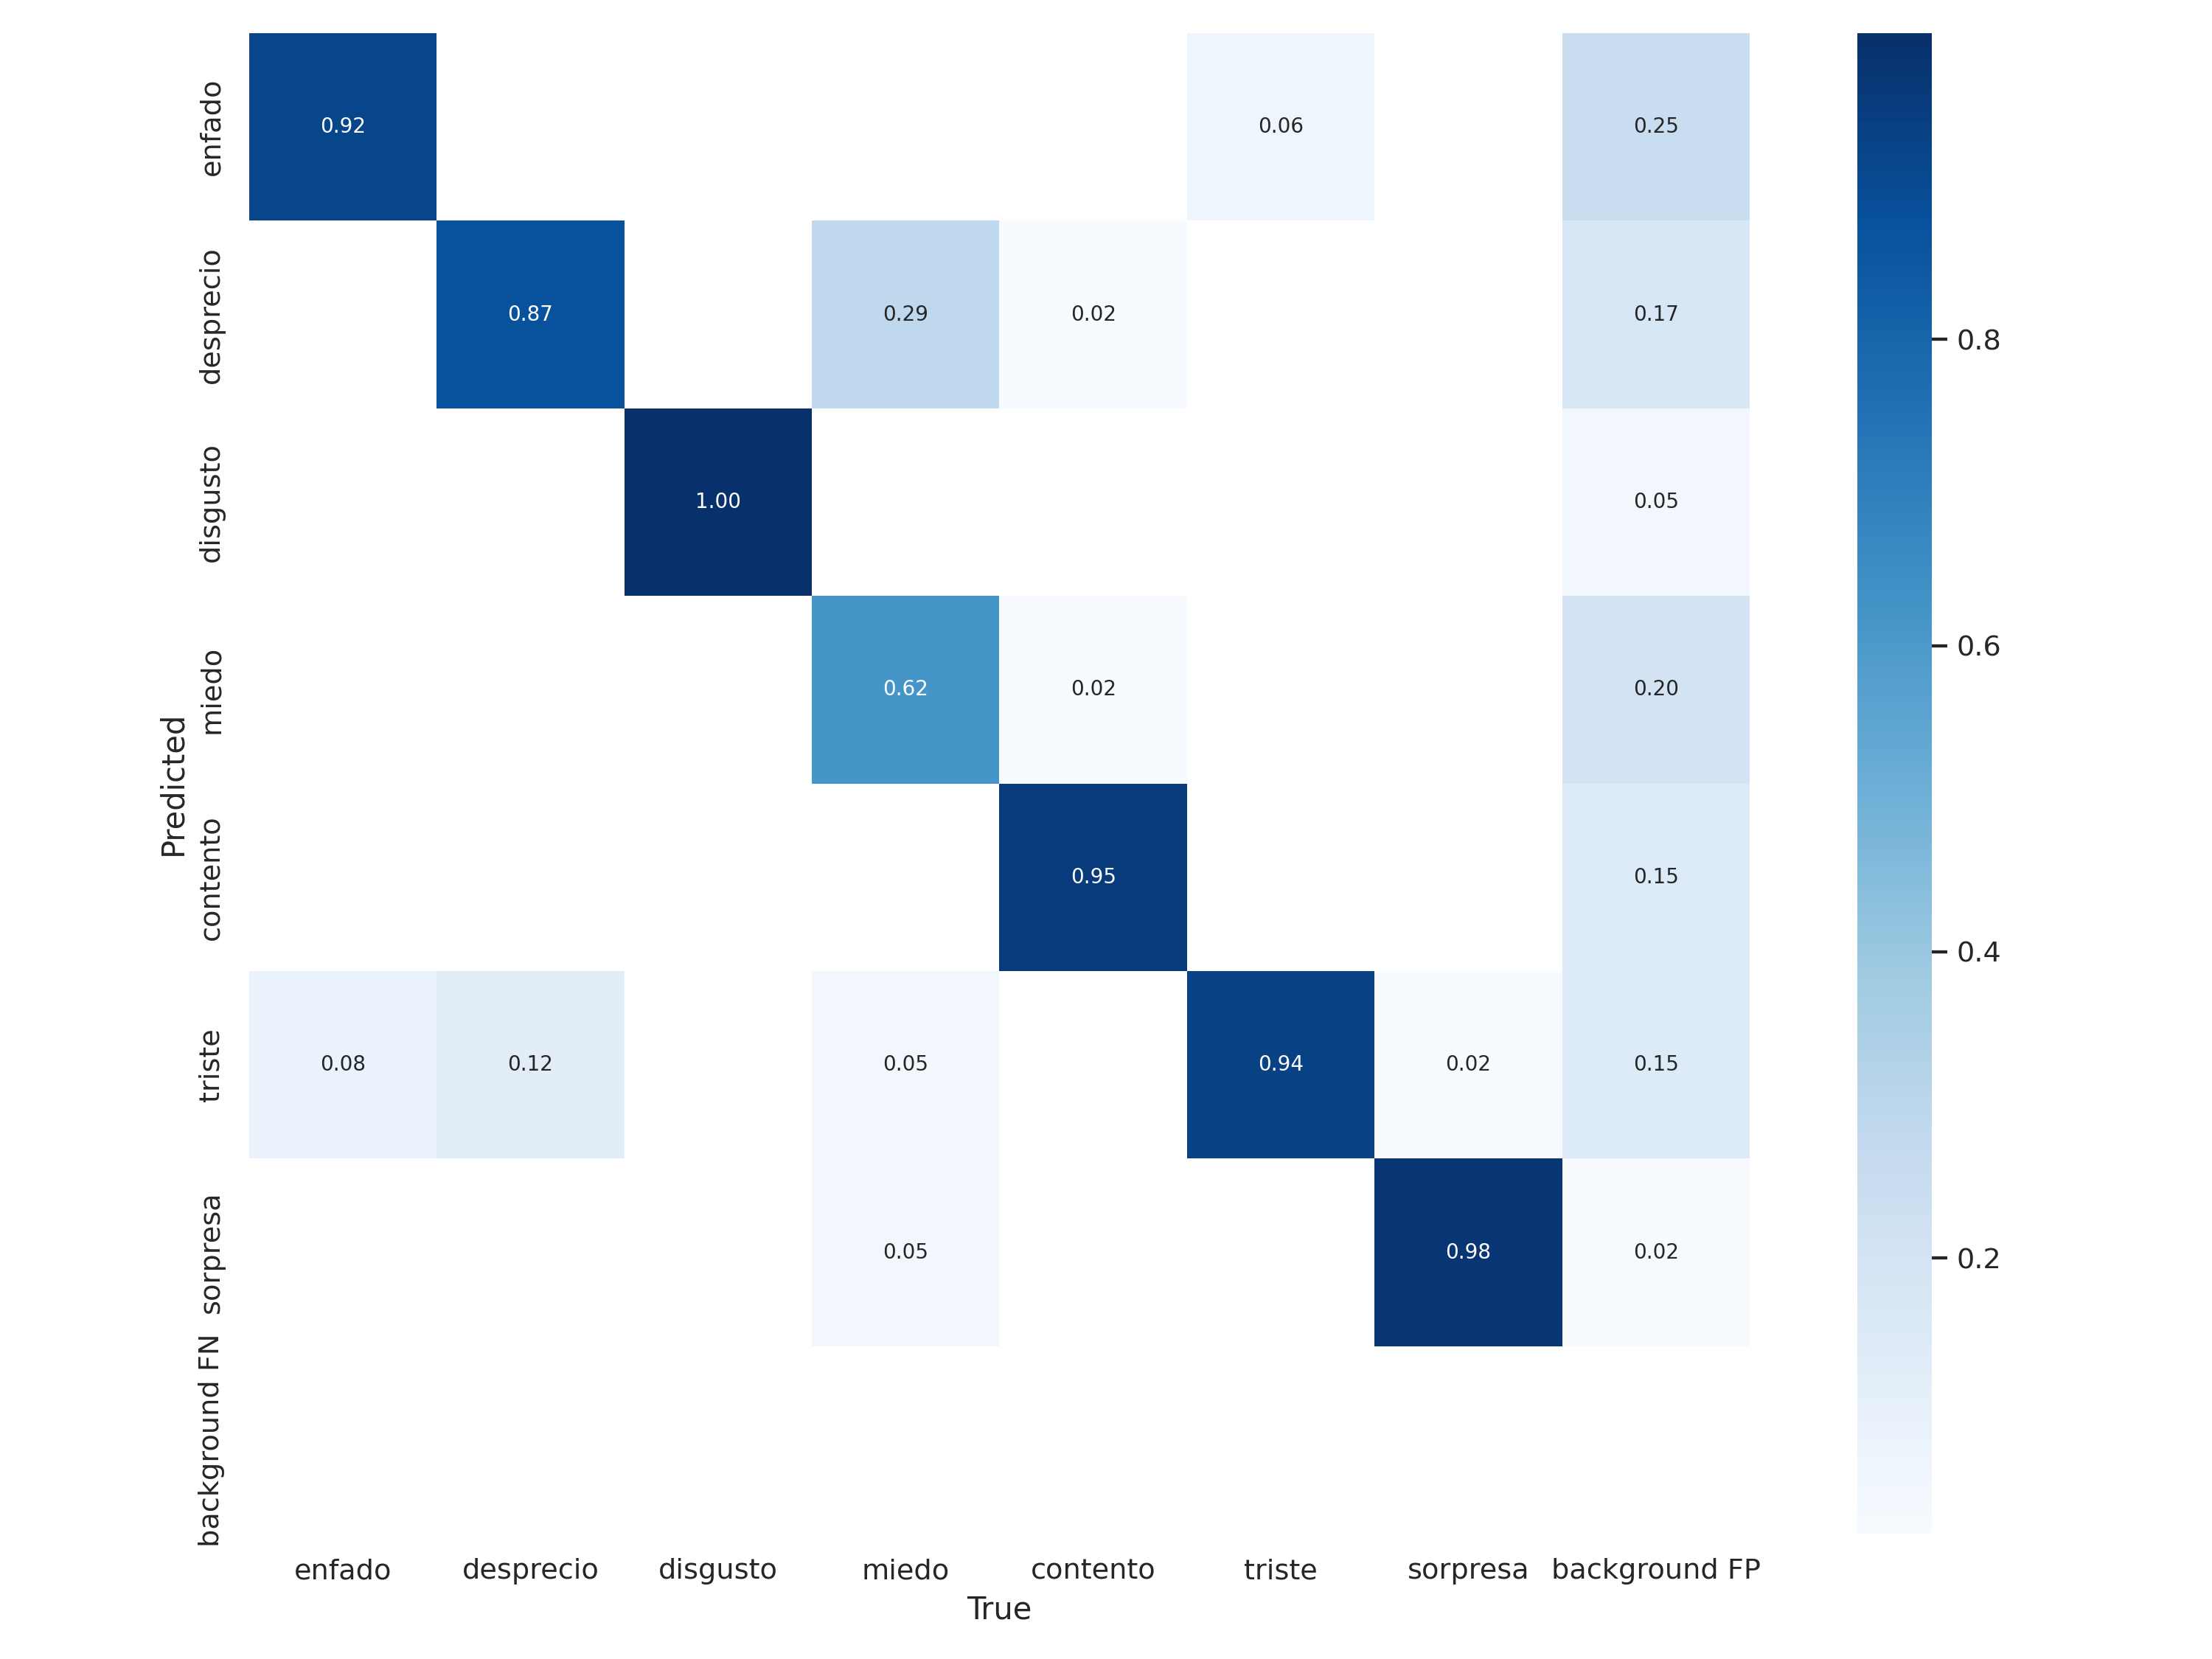 enfado
0.92
0.06
0.25
desprecio
0.87
0.29
0.02
0.17
0.8
disgusto
1.00
0.05
miedo
0.62
0.02
0.20
0.6
Predicted
contento
0.95
0.15
0.4
triste
0.08
0.12
0.05
0.94
0.02
0.15
sorpresa
0.05
0.98
0.02
0.2
background FN
enfado
desprecio
disgusto
miedo
contento
triste
sorpresa
background FP
True